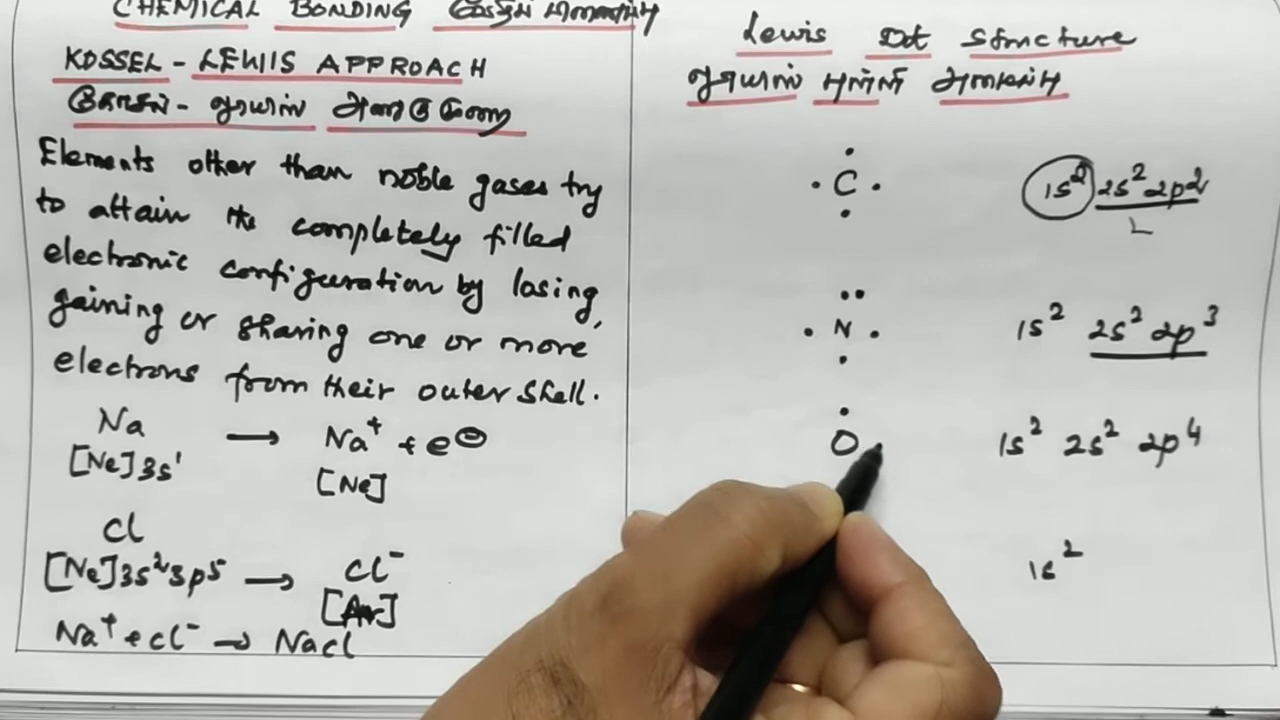 CHEMICAL BONDING வேதிப் பிணைப்பு
KOSSEL - LEWIS APPROACH
கோசல் - லூயிஸ் அணுகுமுறை
Elements other than noble gases try
to attain the completely filled
electronic configuration by losing,
gaining or sharing one or more
electrons from their outer shell.
Na → Na⁺ + e⊖
[Ne]3s¹ [Ne]
Cl
[Ne]3s²3p⁵ → Cl⁻
[Ar]
Na⁺ + Cl⁻ → NaCl
Lewis Dot Structure
லூயிஸ் புள்ளி அமைப்பு
C 1s² 2s² 2p²
L
N 1s² 2s² 2p³
O 1s² 2s² 2p⁴
1s²